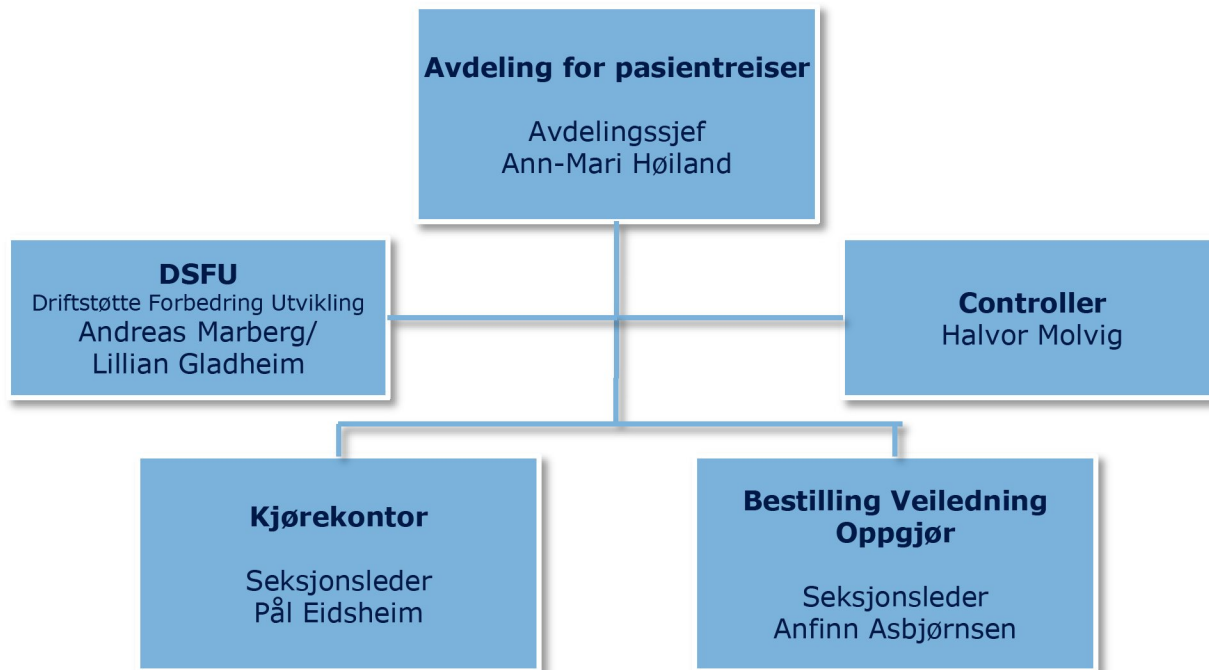 Avdeling for pasientreiser
Avdelingssjef
Ann-Mari Høiland
DSFU
Driftstøtte Forbedring Utvikling
Andreas Marberg/
Lillian Gladheim
Controller
Halvor Molvig
Kjørekontor
Seksjonsleder
Pål Eidsheim
Bestilling Veiledning
Oppgjør
Seksjonsleder
Anfinn Asbjørnsen